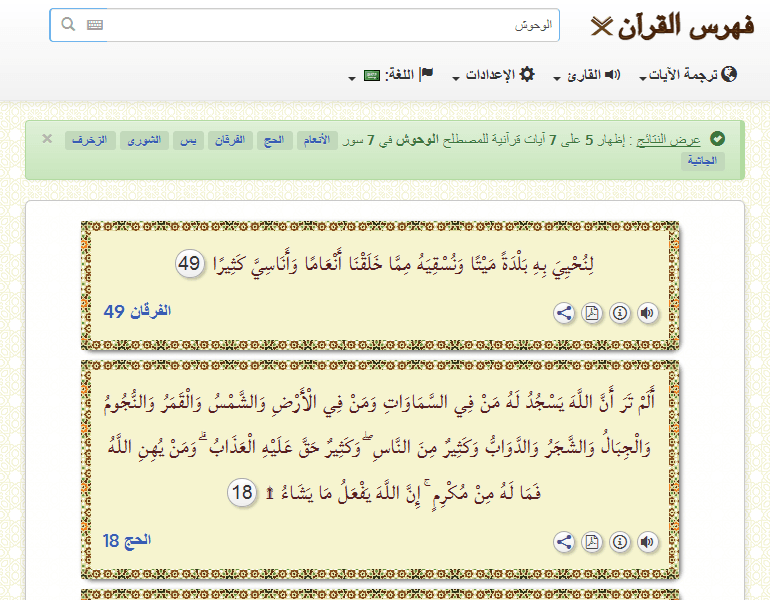 فهرس القرآن
الوحوش
ترجمة الآيات
القارئ
الإعدادات
اللغة:
عرض النتائج : إظهار 5 على 7 آيات قرآنية للمصطلح الوحوش في 7 سور الأنعام الحج الفرقان يس الشورى الزخرف ×
الجاثية
لِنُحْيِيَ بِهِ بَلْدَةً مَيْتًا وَنُسْقِيَهُ مِمَّا خَلَقْنَا أَنْعَامًا وَأَنَاسِيَّ كَثِيرًا 49
الفرقان 49
أَلَمْ تَرَ أَنَّ اللَّهَ يَسْجُدُ لَهُ مَنْ فِي السَّمَاوَاتِ وَمَنْ فِي الْأَرْضِ وَالشَّمْسُ وَالْقَمَرُ وَالنُّجُومُ
وَالْجِبَالُ وَالشَّجَرُ وَالدَّوَابُّ وَكَثِيرٌ مِنَ النَّاسِ ۖ وَكَثِيرٌ حَقَّ عَلَيْهِ الْعَذَابُ ۗ وَمَنْ يُهِنِ اللَّهُ
فَمَا لَهُ مِنْ مُكْرِمٍ ۚ إِنَّ اللَّهَ يَفْعَلُ مَا يَشَاءُ ۩ 18
الحج 18